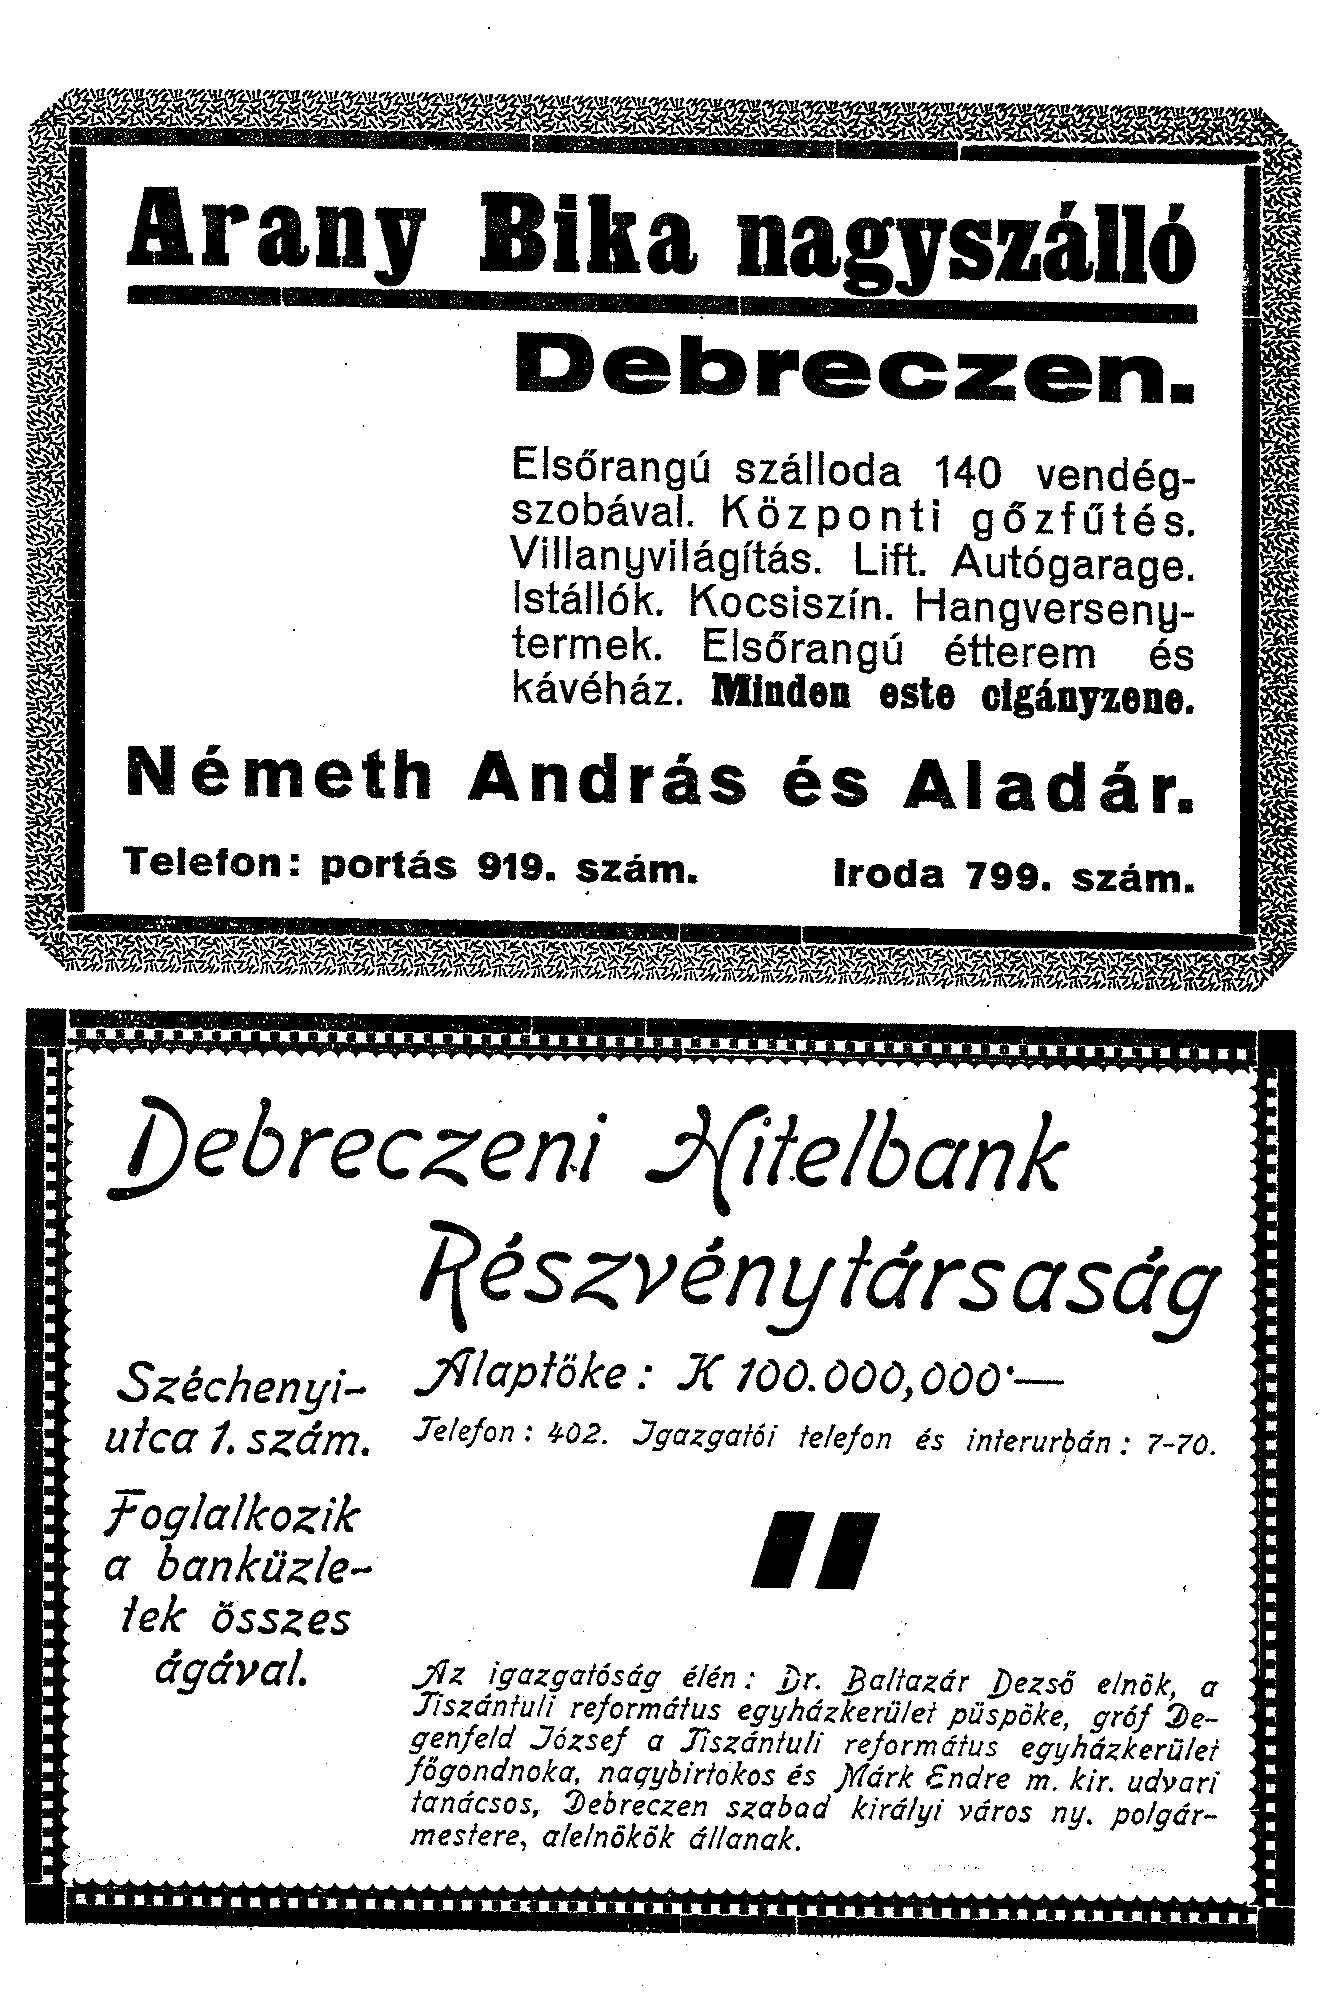 Arany Bika nagyszálló
Debreczen.
Elsőrangú szálloda 140 vendég-
szobával. Központi gőzfűtés.
Villanyvilágítás. Lift. Autógarage.
Istállók. Kocsiszín. Hangverseny-
termek. Elsőrangú étterem és
kávéház. Minden este cigányzene.
Németh András és Aladár.
Telefon: portás 919. szám. Iroda 799. szám.
Debreczeni Hitelbank
Részvénytársaság
Széchenyi-
utca 1. szám.
Foglalkozik
a banküzle-
tek összes
ágával.
Alaptőke: K 100.000,000·—
Telefon: 402. Igazgatói telefon és interurbán: 7-70.
Az igazgatóság élén: Dr. Baltazár Dezső elnök, a
Tiszántuli református egyházkerület püspöke, gróf De-
genfeld József a Tiszántuli református egyházkerület
főgondnoka, nagybirtokos és Márk Endre m. kir. udvari
tanácsos, Debreczen szabad királyi város ny. polgár-
mestere, alelnökök állanak.